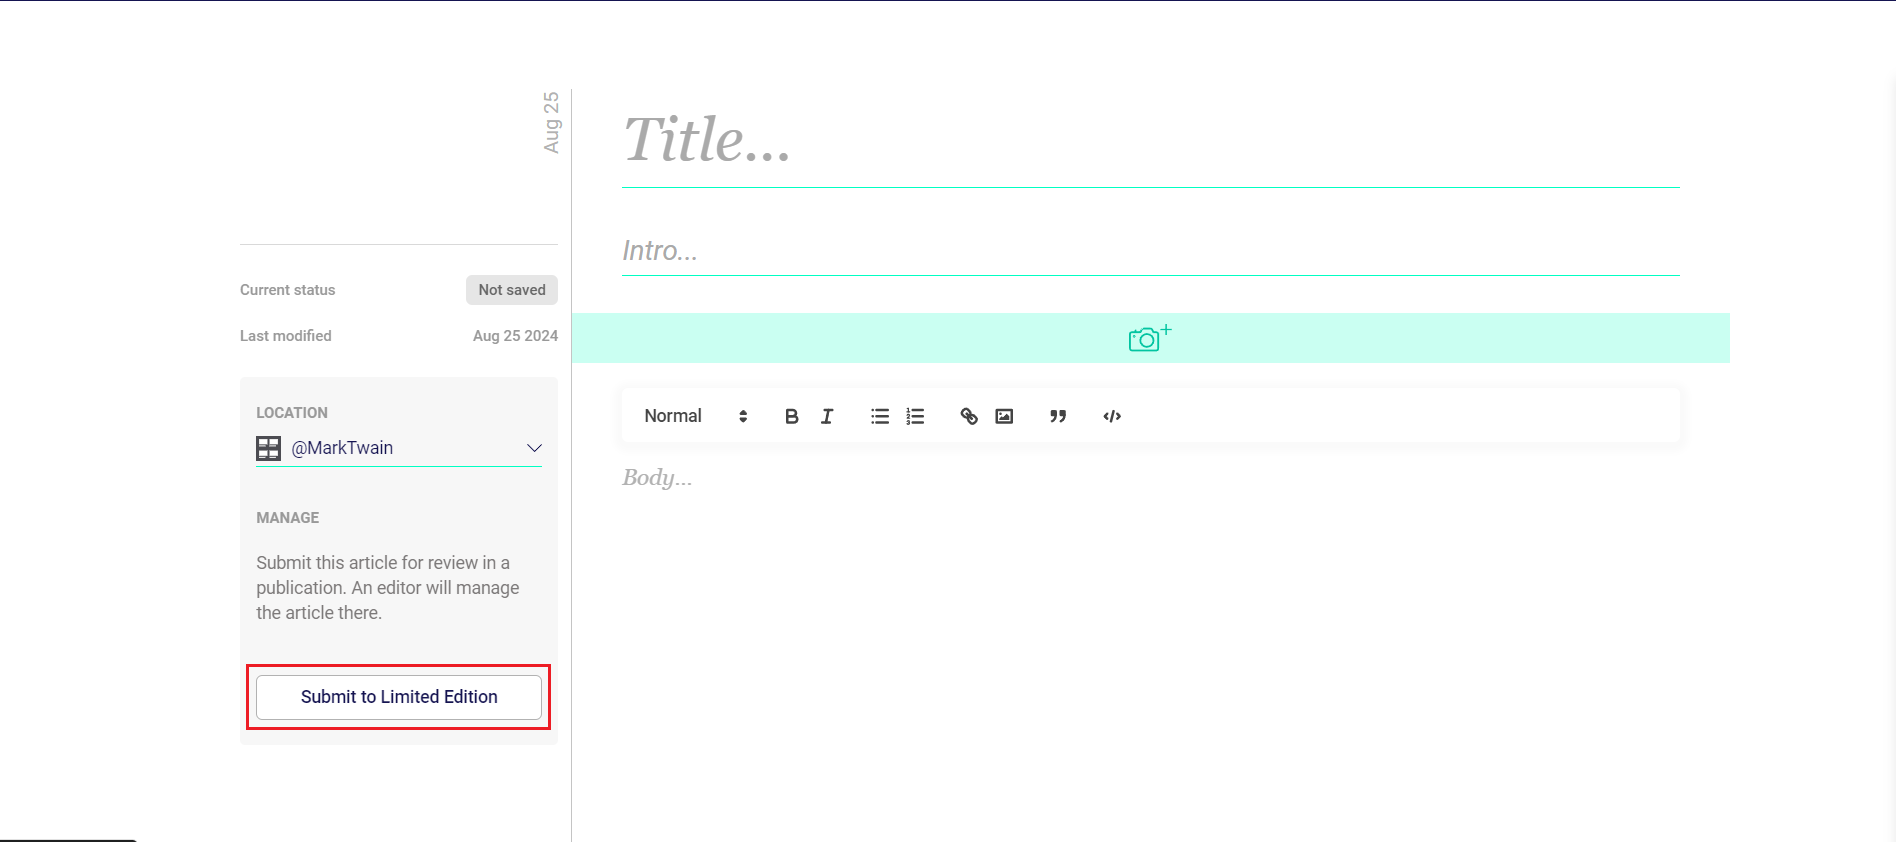 Aug 25
Title...
Intro...
Current status
Not saved
Last modified
Aug 25 2024
LOCATION
@MarkTwain
MANAGE
Submit this article for review in a
publication. An editor will manage
the article there.
Submit to Limited Edition
Normal
Body...